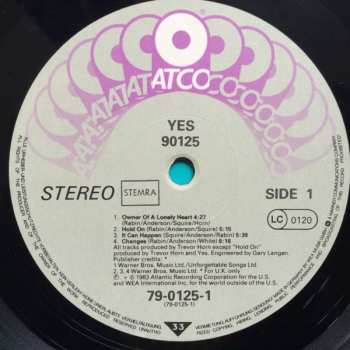 ATCO
YES
90125
STEREO
STEMRA
SIDE 1
LC 0120
1. Owner Of A Lonely Heart 4:27
(Rabin/Anderson/Squire/Horn)
2. Hold On (Rabin/Anderson/Squire) 5:15
3. It Can Happen (Squire/Anderson/Rabin) 5:39
4. Changes (Rabin/Anderson/White) 6:16
All tracks produced by Trevor Horn except "Hold On"
produced by Trevor Horn and Yes. Eng. by Gary Langan.
Publisher credits:
1 Warner Bros. Music Ltd./Unforgettable Songs Ltd.
2, 3, 4 Warner Bros. Music Ltd. For U.K. only.
℗ + © 1983 Atlantic Recording Corporation for the U.S.
and WEA International Inc. for the world outside of the U.S.
79-0125-1
(79-0125-1)
33